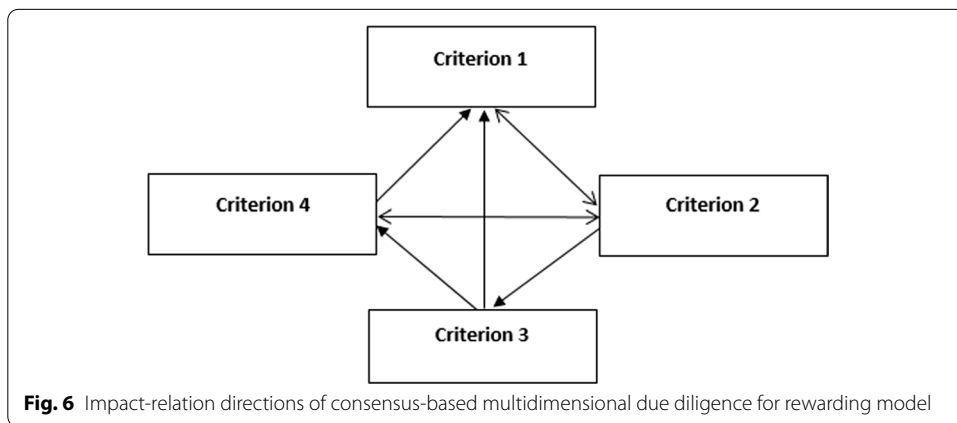 Criterion 1
Criterion 4
Criterion 2
Criterion 3
Fig. 6 Impact-relation directions of consensus-based multidimensional due diligence for rewarding model